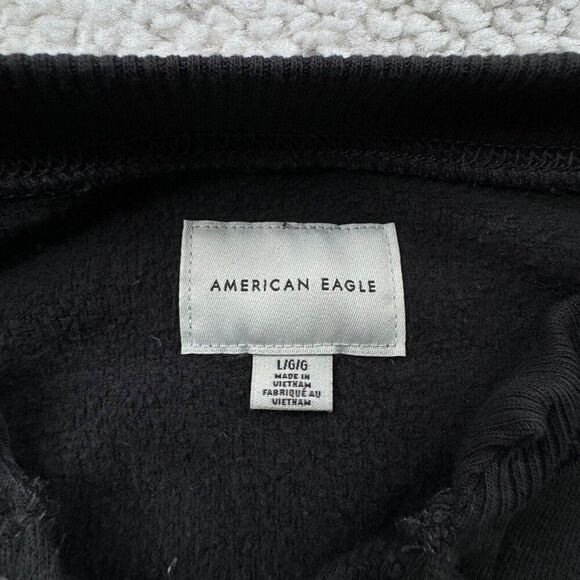 AMERICAN EAGLE
L/G/G
MADE IN
VIETNAM
FABRIQUÉ AU
VIETNAM